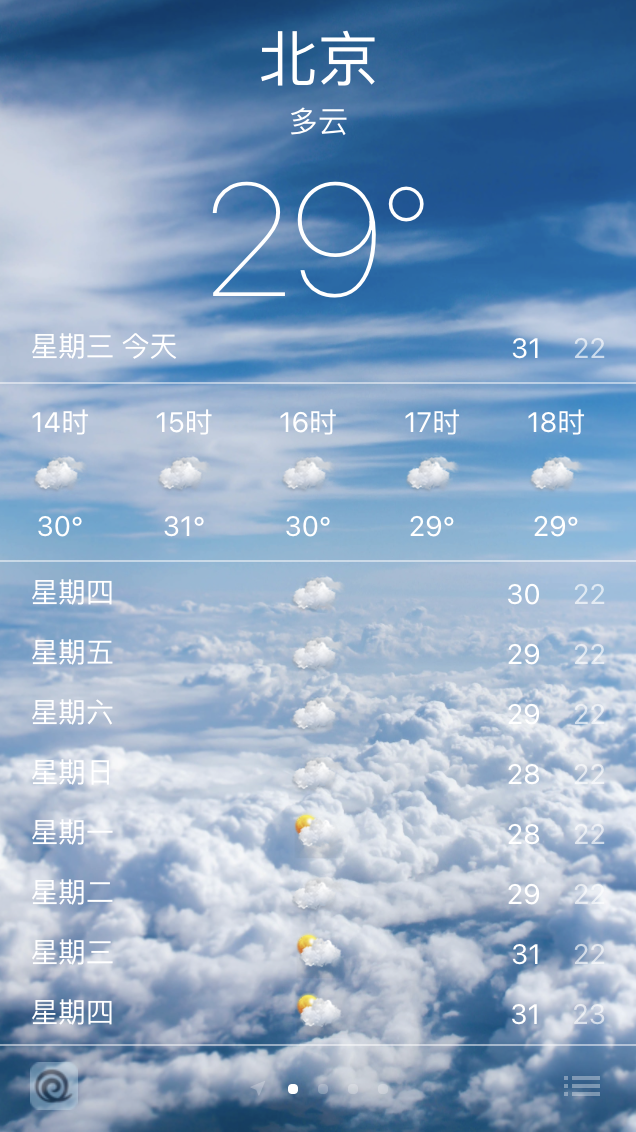 北京
多云
29°
星期三 今天 31 22
14时 15时 16时 17时 18时
30° 31° 30° 29° 29°
星期四 30 22
星期五 29 22
星期六 29 22
星期日 28 22
星期一 28 22
星期二 29 22
星期三 31 22
星期四 31 23